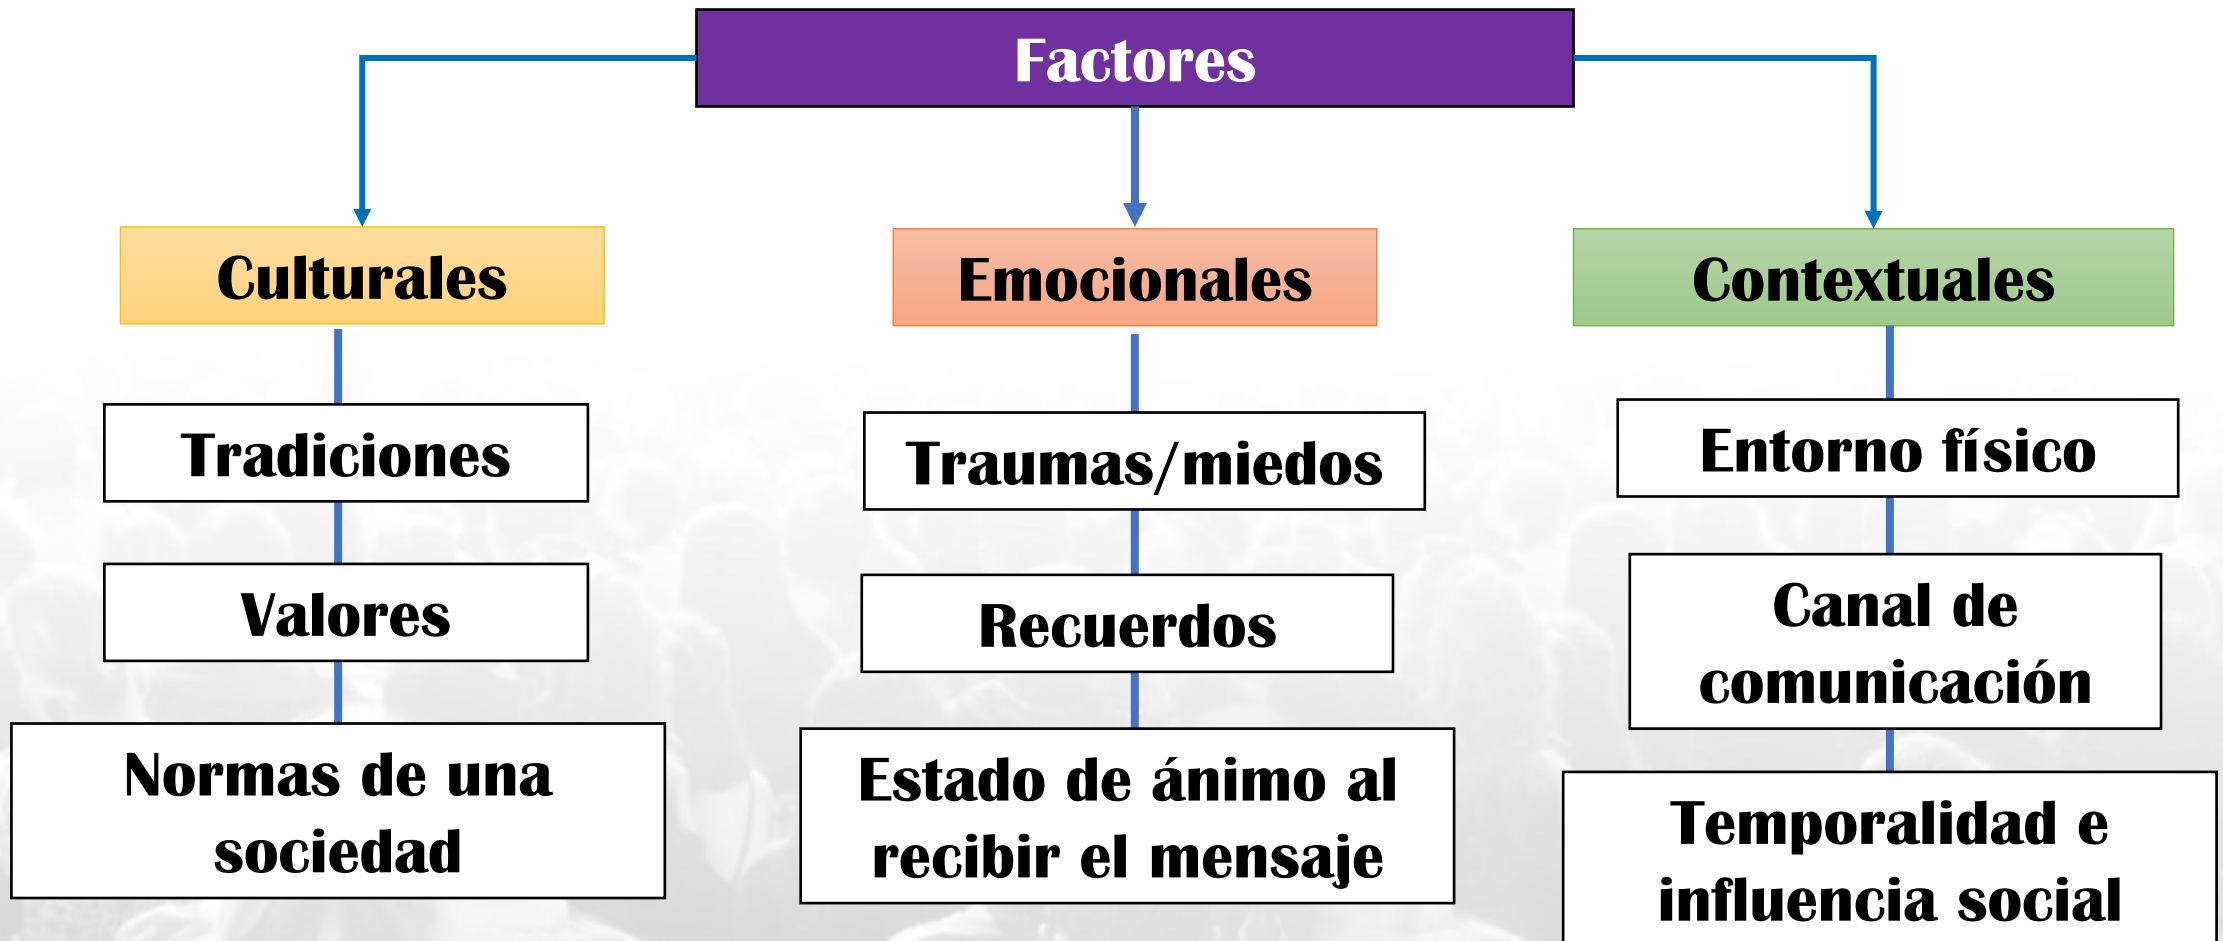 Factores
Culturales
Tradiciones
Valores
Normas de una
sociedad
Emocionales
Traumas/miedos
Recuerdos
Estado de ánimo al
recibir el mensaje
Contextuales
Entorno físico
Canal de
comunicación
Temporalidad e
influencia social